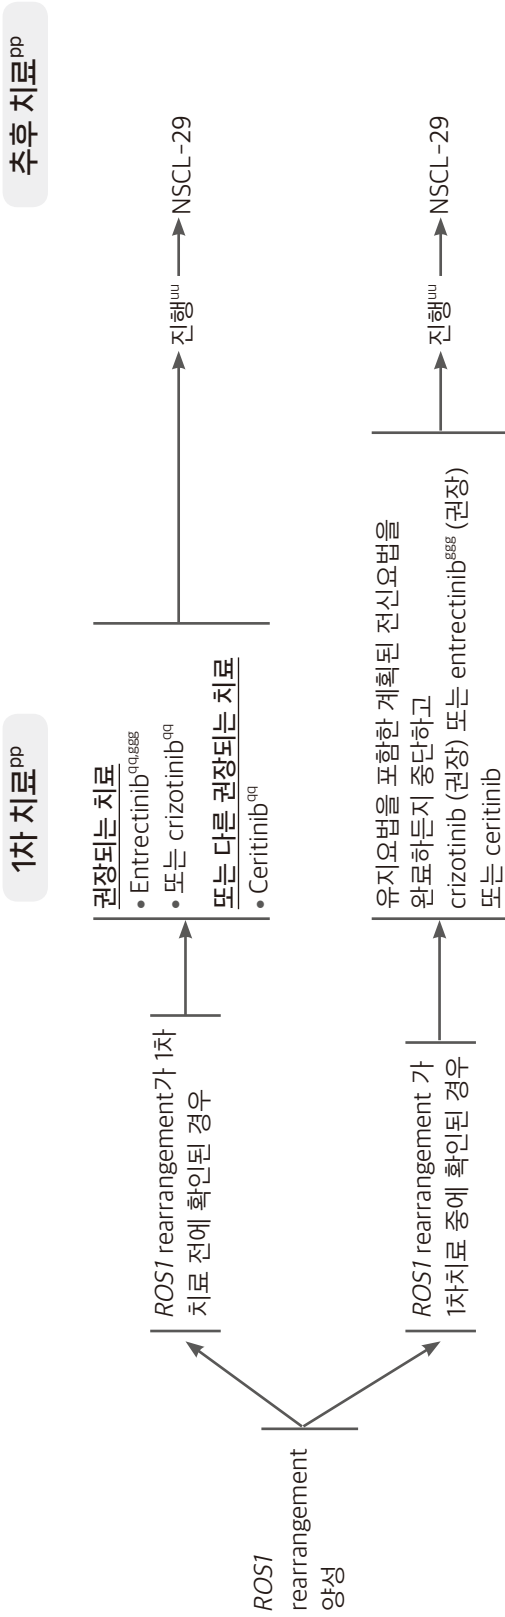 1차 치료pp
추후 치료pp
ROS1
rearrangement
양성
ROS1 rearrangement가 1차
치료 전에 확인된 경우
권장되는 치료
• Entrectinibqq,ggg
• 또는 crizotinibqq
또는 다른 권장되는 치료
• Ceritinibqq
진행uu
NSCL-29
ROS1 rearrangement 가
1차치료 중에 확인된 경우
유지요법을 포함한 계획된 전신요법을
완료하든지 중단하고
crizotinib (권장) 또는 entrectinibggg (권장)
또는 ceritinib
진행uu
NSCL-29